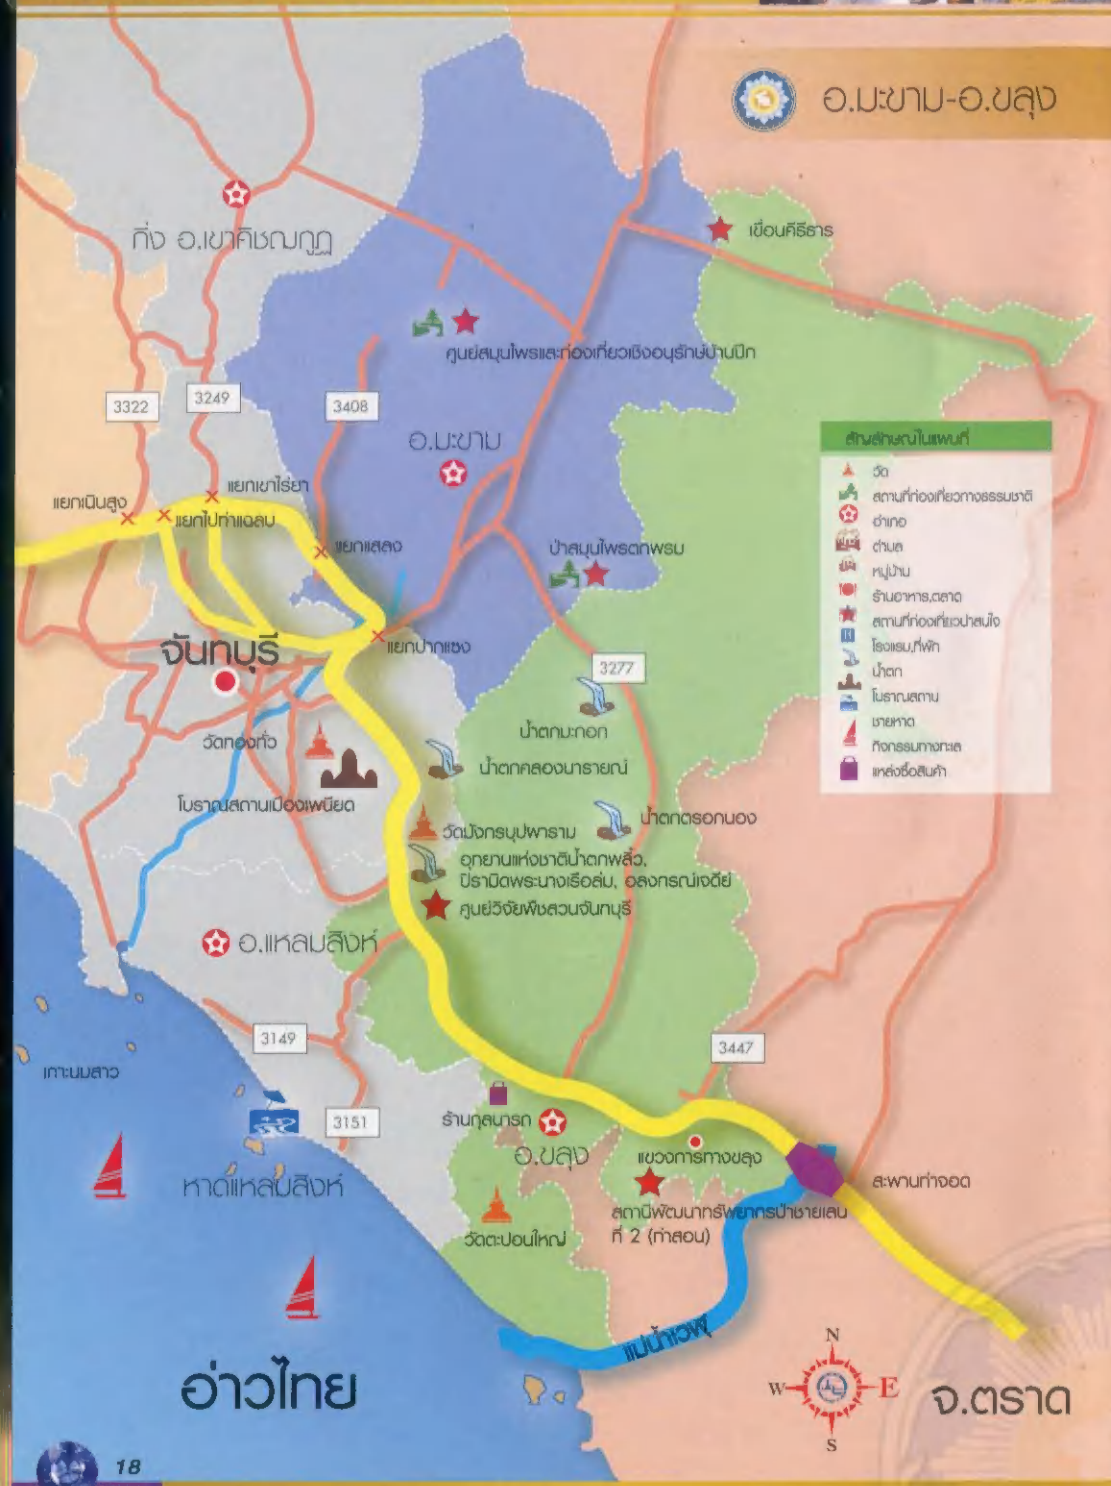 อ.มะขาม-อ.ขลุง
เขื่อนคีรีธาร
กิ่ง อ.เขาคิชฌกูฏ
ศูนย์สมุนไพรและท่องเที่ยวเชิงอนุรักษ์บ้านปึก
3322
3249
3408
อ.มะขาม
สัญลักษณ์ในแผนที่
วัด
สถานที่ท่องเที่ยวทางธรรมชาติ
อำเภอ
ตำบล
หมู่บ้าน
ร้านอาหาร,ตลาด
สถานที่ท่องเที่ยวน่าสนใจ
โรงแรม,ที่พัก
น้ำตก
โบราณสถาน
ชายหาด
กิจกรรมทางทะเล
แหล่งซื้อสินค้า
แยกเนินสูง
แยกเขาไร่ยา
แยกไปท่าแฉลบ
แยกแสลง
ป่าสมุนไพรตกพรม
แยกปากแซง
จันทบุรี
3277
น้ำตกมะกอก
วัดทองทั่ว
น้ำตกคลองนารายณ์
โบราณสถานเมืองเพนียด
น้ำตกตรอกนอง
วัดมังกรบุปผาราม
อุทยานแห่งชาติน้ำตกพลิ้ว,
ปิรามิดพระนางเรือล่ม, อลงกรณ์เจดีย์
ศูนย์วิจัยพืชสวนจันทบุรี
อ.แหลมสิงห์
3149
3447
เกาะนมสาว
3151
ร้านกุลนารถ
อ.ขลุง
แขวงการทางขลุง
หาดแหลมสิงห์
สะพานท่าจอด
สถานีพัฒนาทรัพยากรป่าชายเลน
ที่ 2 (ท่าสอน)
วัดตะปอนใหญ่
แม่น้ำเวฬุ
อ่าวไทย
N
W
E
S
จ.ตราด
18